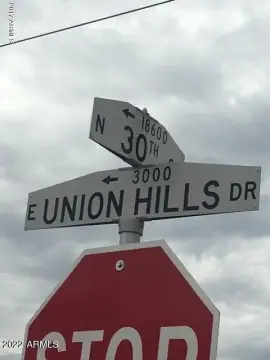 18600
N 30TH
3000
E UNION HILLS DR
STOP
2022 ARMLS